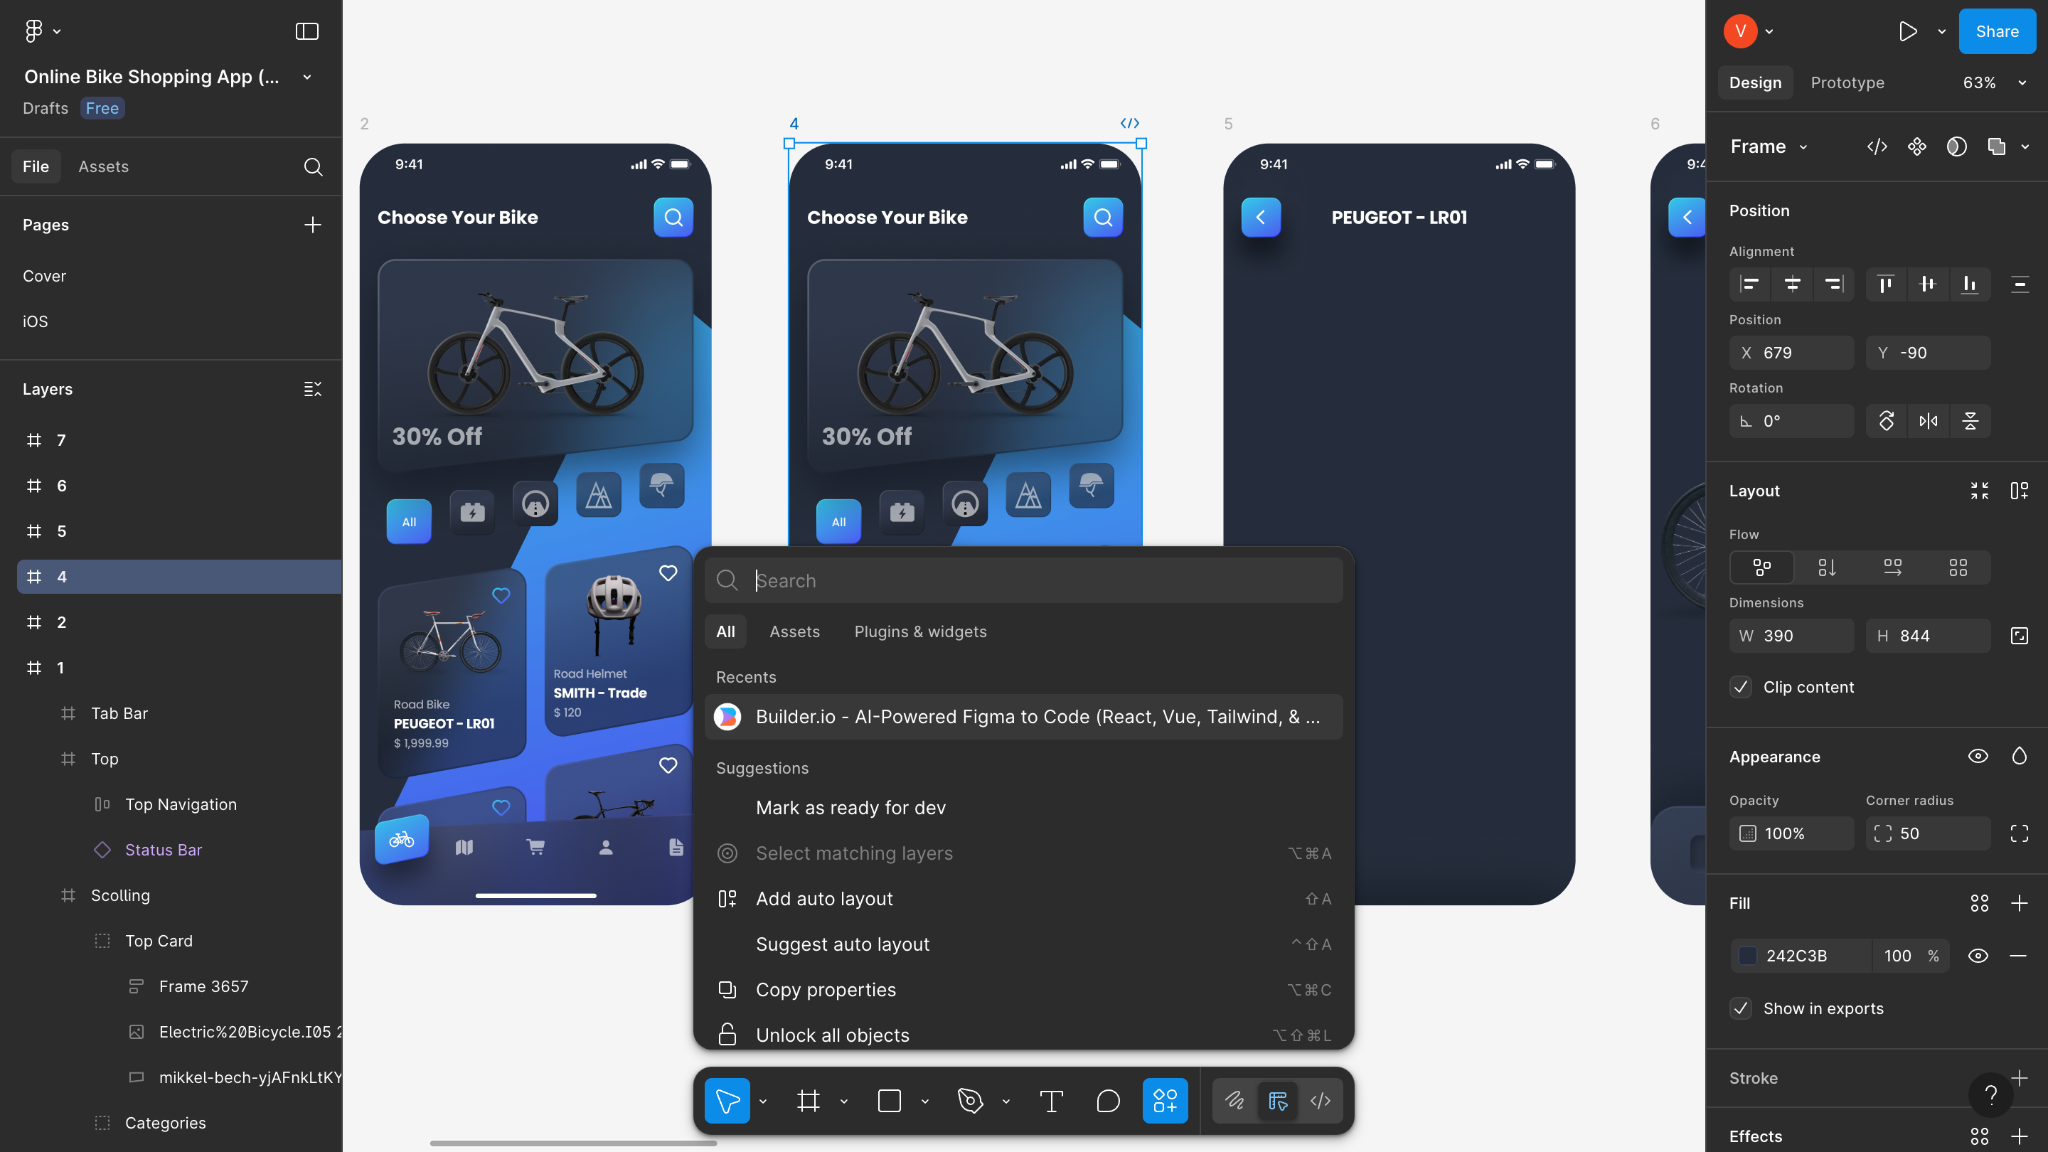 Online Bike Shopping App (...
Drafts Free
File Assets
Pages
Cover
iOS
Layers
7
6
5
4
2
1
Tab Bar
Top
Top Navigation
Status Bar
Scolling
Top Card
Frame 3657
Electric%20Bicycle.I05 2
mikkel-bech-yjAFnkLtKY
Categories
2
9:41
Choose Your Bike
30% Off
All
Road Bike
PEUGEOT - LR01
$ 1,999.99
Road Helmet
SMITH - Trade
$ 120
4
</>
9:41
Choose Your Bike
30% Off
All
5
9:41
PEUGEOT - LR01
6
Search
All Assets Plugins & widgets
Recents
Builder.io - AI-Powered Figma to Code (React, Vue, Tailwind, & ...
Suggestions
Mark as ready for dev
Select matching layers ⌥⌘A
Add auto layout ⇧A
Suggest auto layout ^⇧A
Copy properties ⌥⌘C
Unlock all objects ⌥⇧⌘L
V
Share
Design Prototype 63%
Frame
Position
Alignment
Position
X 679 Y -90
Rotation
0°
Layout
Flow
Dimensions
W 390 H 844
Clip content
Appearance
Opacity Corner radius
100% 50
Fill
242C3B 100 %
Show in exports
Stroke
?
Effects